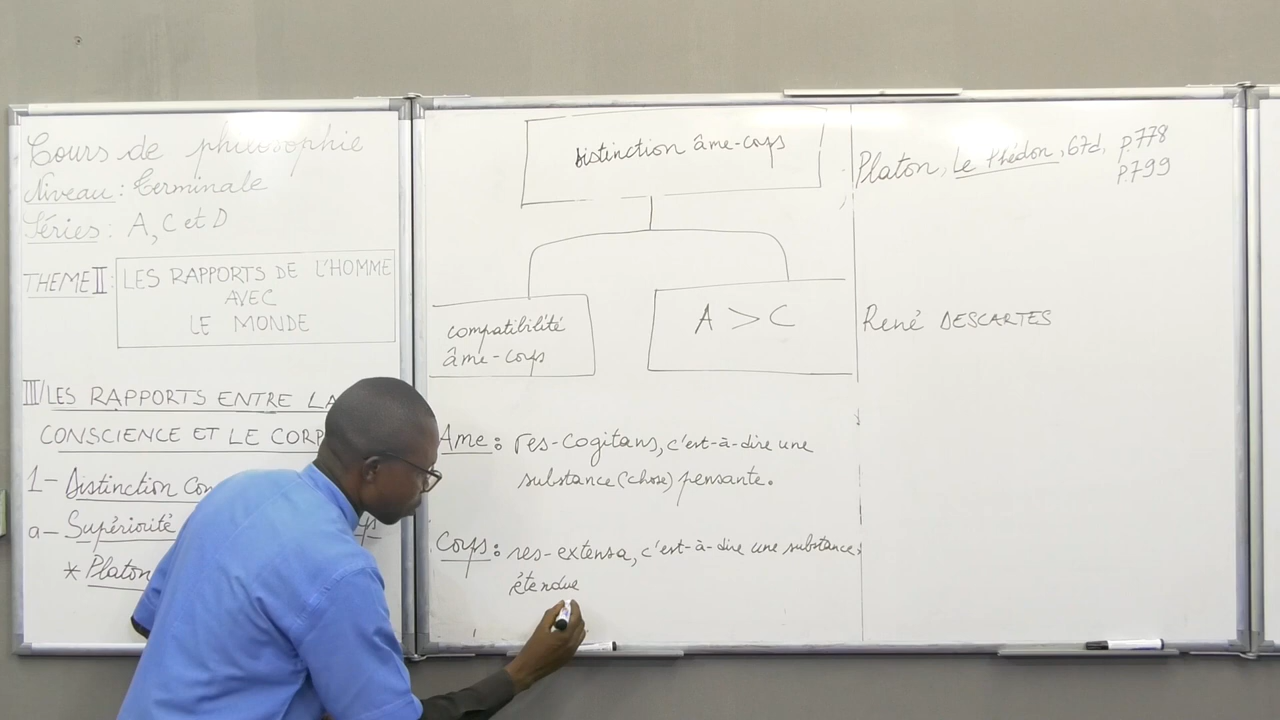 Cours de philosophie
Niveau : Terminale
Séries : A, C et D
THEME II :
LES RAPPORTS DE L'HOMME
AVEC
LE MONDE
III/ LES RAPPORTS ENTRE LA
CONSCIENCE ET LE CORP
1- Distinction
a- Supériorité
* Platon
Distinction âme-corps
compatibilité
âme-corps
A > C
Ame : res-cogitans, c'est-à-dire une
substance (chose) pensante.
Corps : res-extensa, c'est-à-dire une substance
étendue
Platon, Le Phédon, 67d, p.778
p.799
René DESCARTES